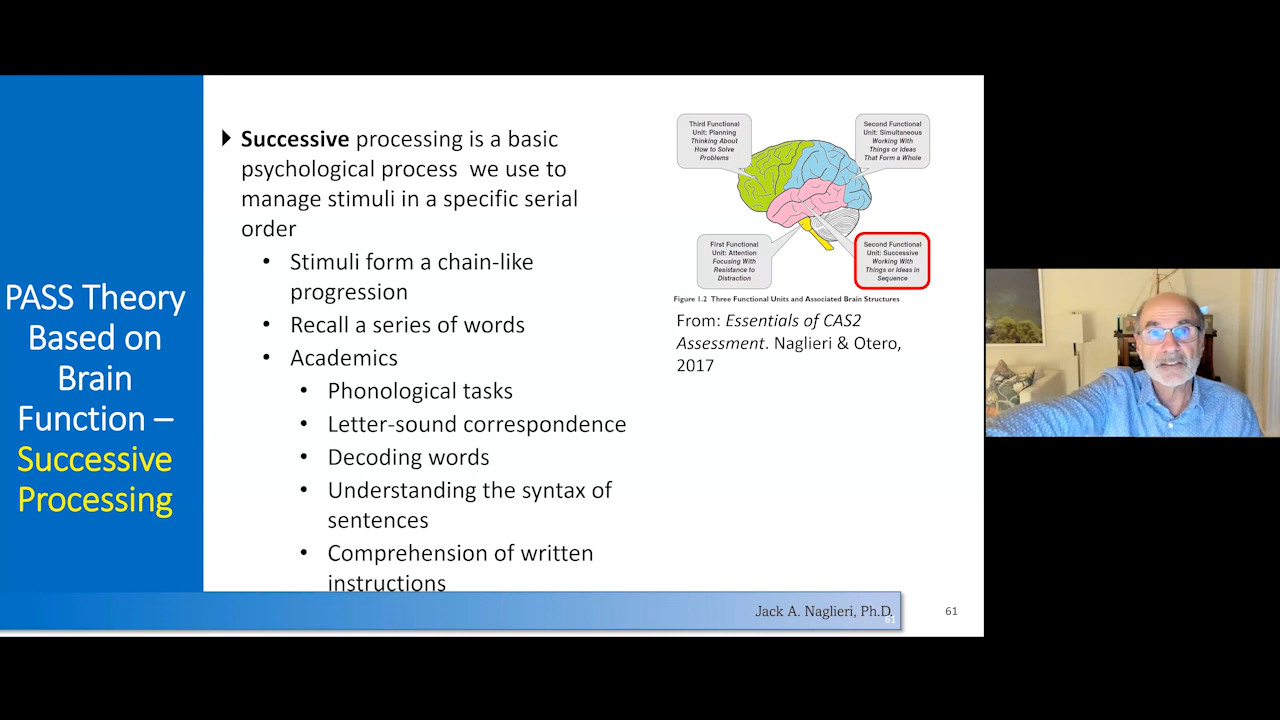 PASS Theory
Based on
Brain
Function –
Successive
Processing
Successive processing is a basic
psychological process we use to
manage stimuli in a specific serial
order
• Stimuli form a chain-like
progression
• Recall a series of words
• Academics
• Phonological tasks
• Letter-sound correspondence
• Decoding words
• Understanding the syntax of
sentences
• Comprehension of written
instructions
Third Functional
Unit: Planning
Thinking About
How to Solve
Problems
Second Functional
Unit: Simultaneous
Working With
Things or Ideas
That Form a Whole
First Functional
Unit: Attention
Focusing With
Resistance to
Distraction
Second Functional
Unit: Successive
Working With
Things or Ideas in
Sequence
Figure 1.2 Three Functional Units and Associated Brain Structures
From: Essentials of CAS2
Assessment. Naglieri & Otero,
2017
Jack A. Naglieri, Ph.D.
61
61